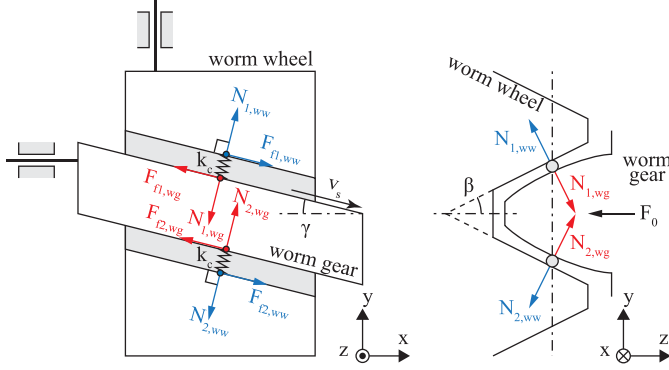 worm wheel
N1,ww
Ff1,ww
kc
vs
Ff1,wg
N2,wg
γ
Ff2,wg
N1,wg
worm gear
kc
Ff2,ww
N2,ww
y
z
x
worm wheel
N1,ww
worm
gear
N1,wg
β
F0
N2,wg
N2,ww
y
x
z